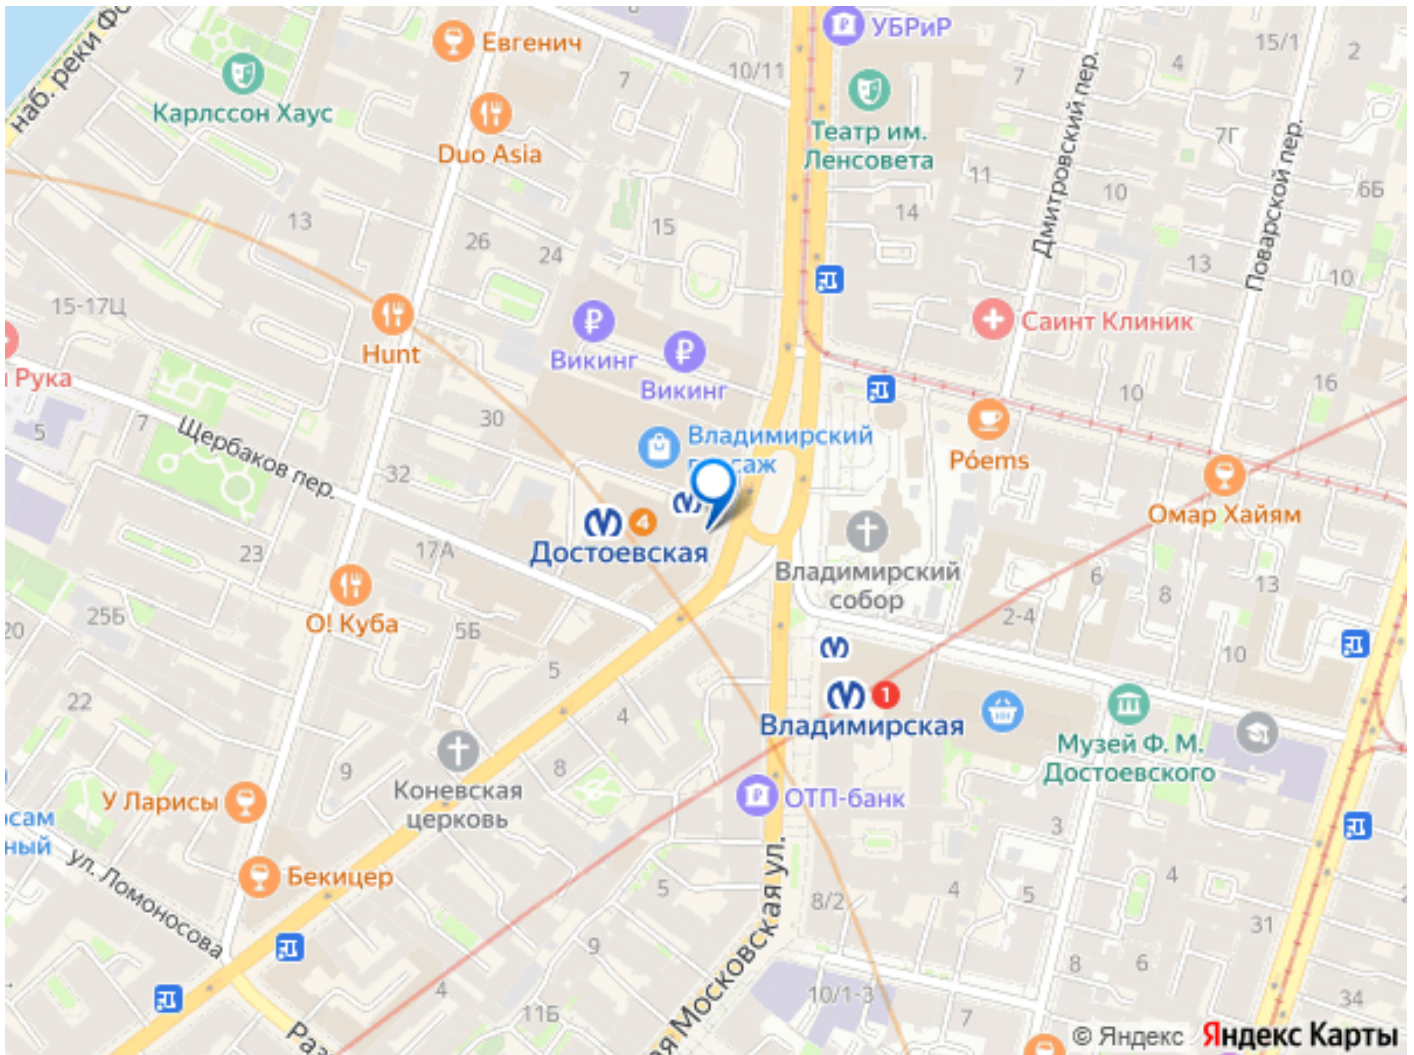 наб. реки Фо
Евгенич
УБРиР
15/1
2
4
7
10/11
7
Карлссон Хаус
Театр им.
Ленсовета
Duo Asia
7Г
Дмитровский пер.
Поварской пер.
11
10
6Б
14
13
15
26
24
13
10
15-17Ц
Саинт Клиник
Hunt
Викинг
Викинг
Рука
16
10
7
5
30
Щербаков пер.
Владимирский
саж
Póems
32
Омар Хайям
4
Достоевская
17А
23
Владимирский
собор
6
13
8
2-4
25Б
О! Куба
5Б
20
10
5
22
1
Владимирская
4
Музей Ф. М.
Достоевского
9
8
Коневская
церковь
У Ларисы
ОТП-банк
сам
ный
3
Бекицер
ул. Ломоносова
5
4
4
5
8/2
31
9
я Московская ул.
8
6
4
10/1-3
11Б
7
34
Раз
© Яндекс Яндекс Карты